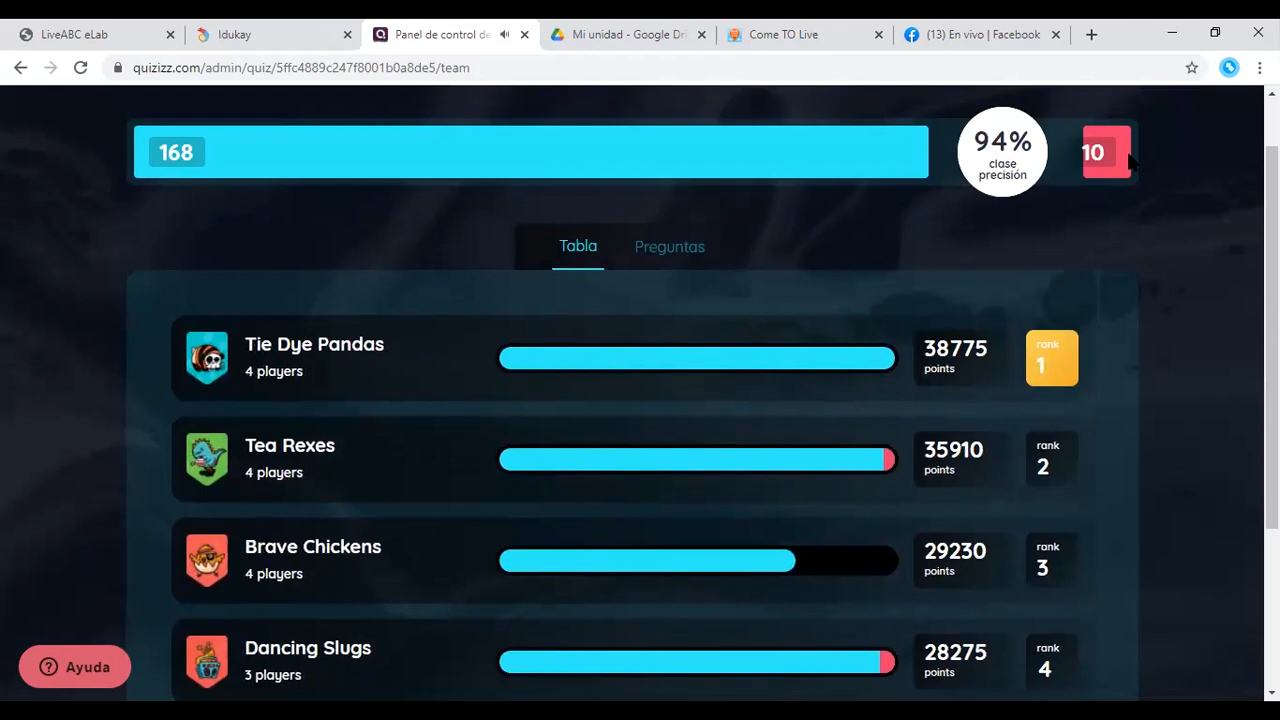 LiveABC eLab
Idukay
Panel de control de
Mi unidad - Google Dri
Come TO Live
(13) En vivo | Facebook
quizizz.com/admin/quiz/5ffc4889c247f8001b0a8de5/team
168
94%
clase
precisión
10
Tabla
Preguntas
Tie Dye Pandas
4 players
38775
points
rank
1
Tea Rexes
4 players
35910
points
rank
2
Brave Chickens
4 players
29230
points
rank
3
Dancing Slugs
3 players
28275
points
rank
4
Ayuda